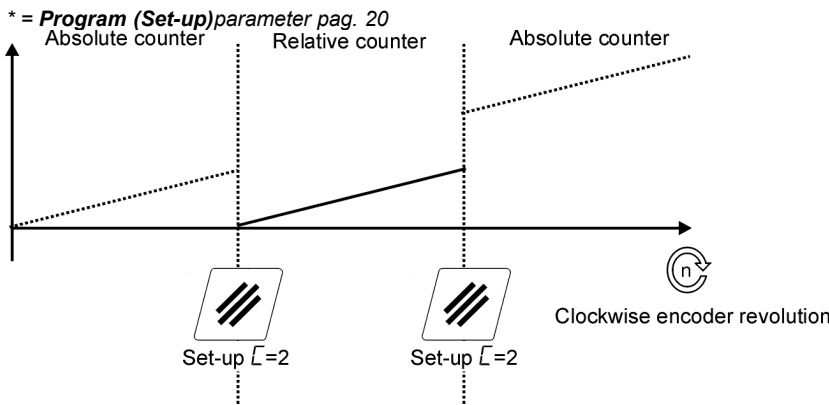 * = Program (Set-up)parameter pag. 20
Absolute counter Relative counter Absolute counter
n
Clockwise encoder revolution
Set-up C=2 Set-up C=2